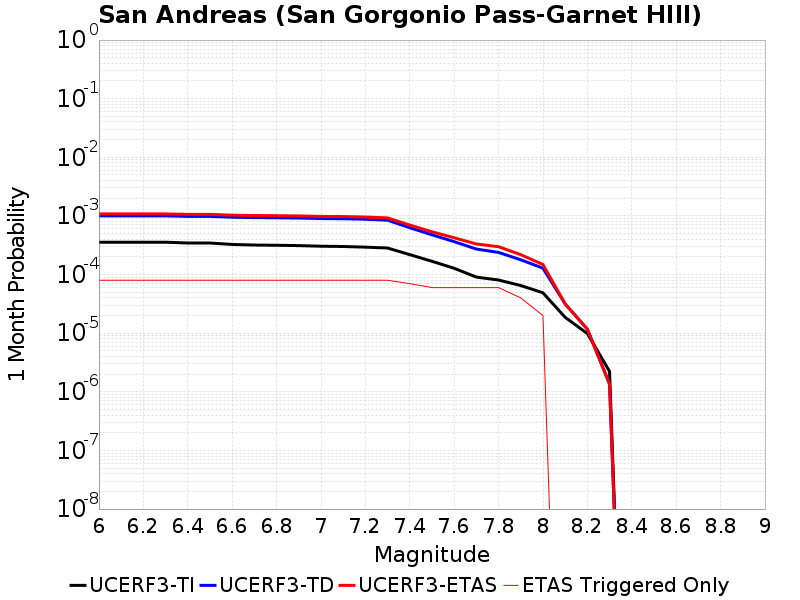 San Andreas (San Gorgonio Pass-Garnet HIll)
10^0
10^-1
10^-2
10^-3
10^-4
10^-5
10^-6
10^-7
10^-8
1 Month Probability
6 6.2 6.4 6.6 6.8 7 7.2 7.4 7.6 7.8 8 8.2 8.4 8.6 8.8 9
Magnitude
UCERF3-TI UCERF3-TD UCERF3-ETAS ETAS Triggered Only